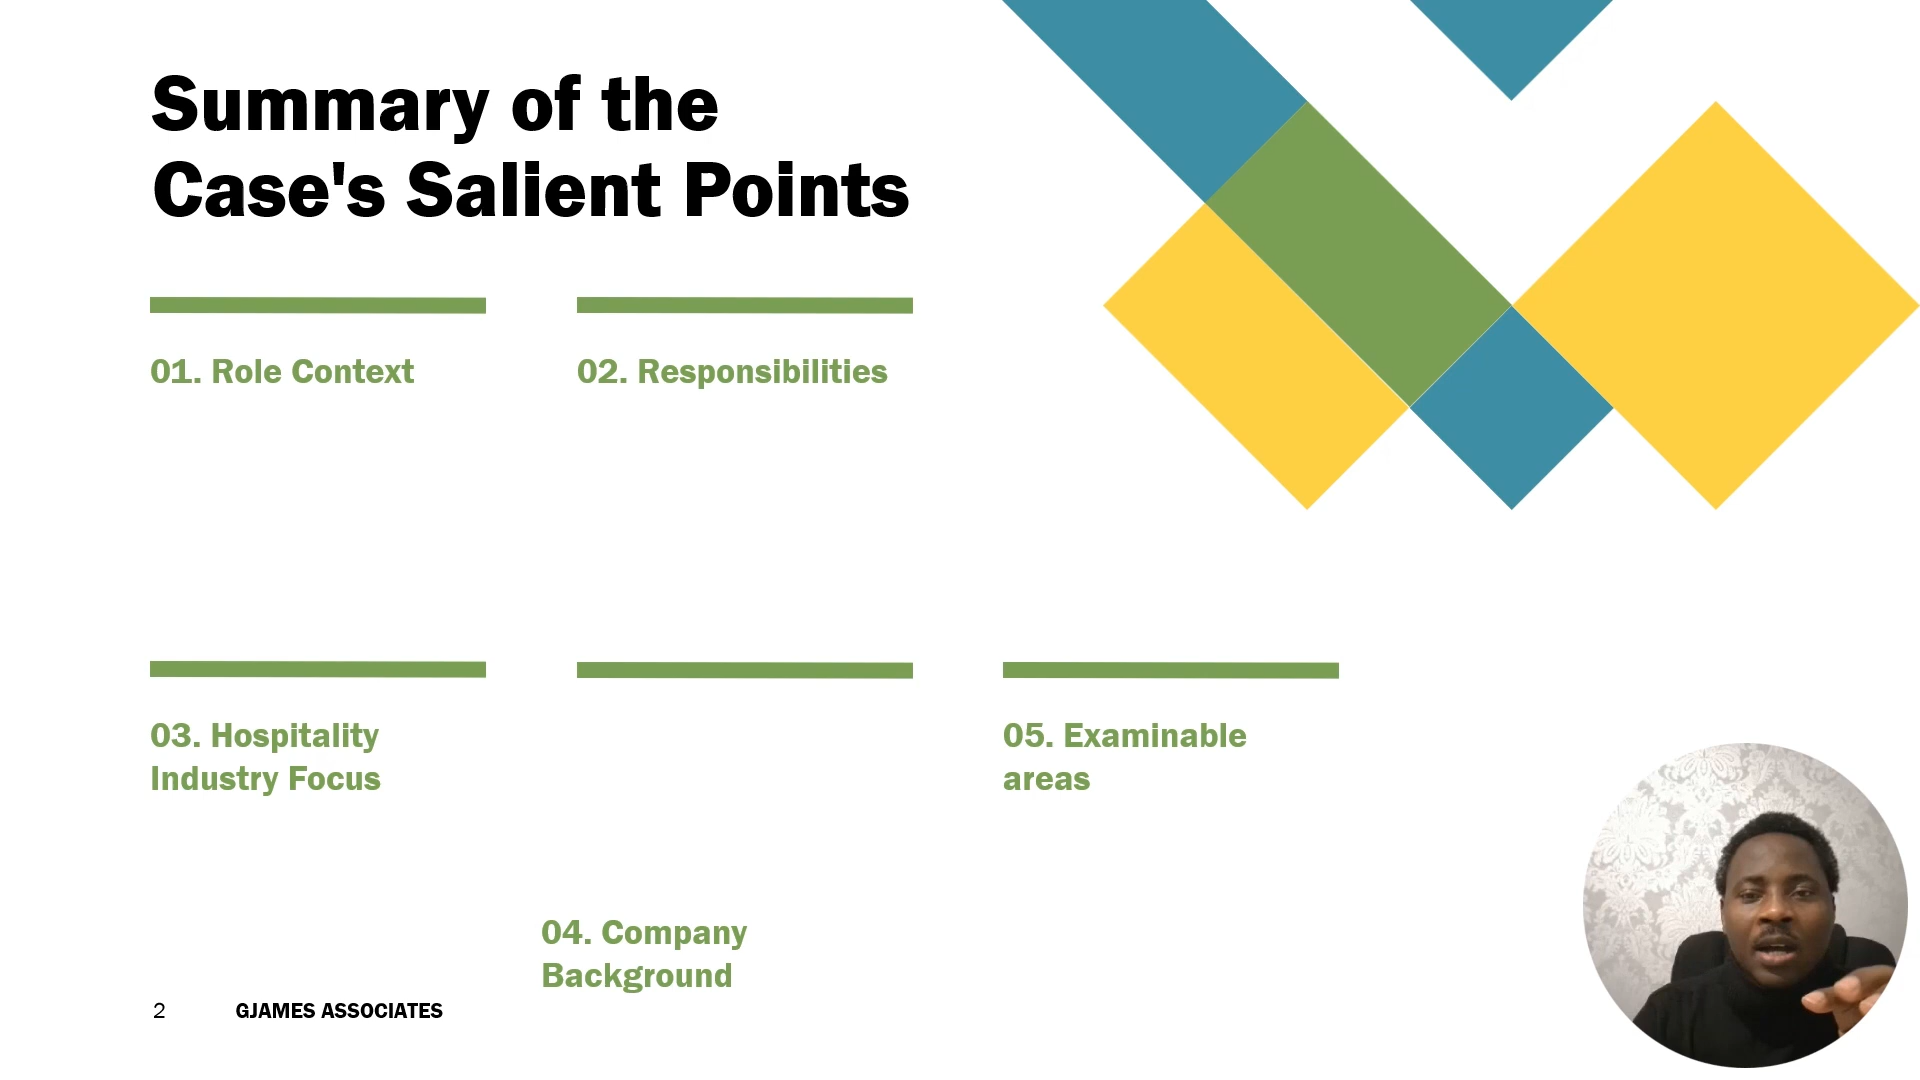 Summary of the
Case's Salient Points
01. Role Context
02. Responsibilities
03. Hospitality
Industry Focus
04. Company
Background
05. Examinable
areas
2
GJAMES ASSOCIATES